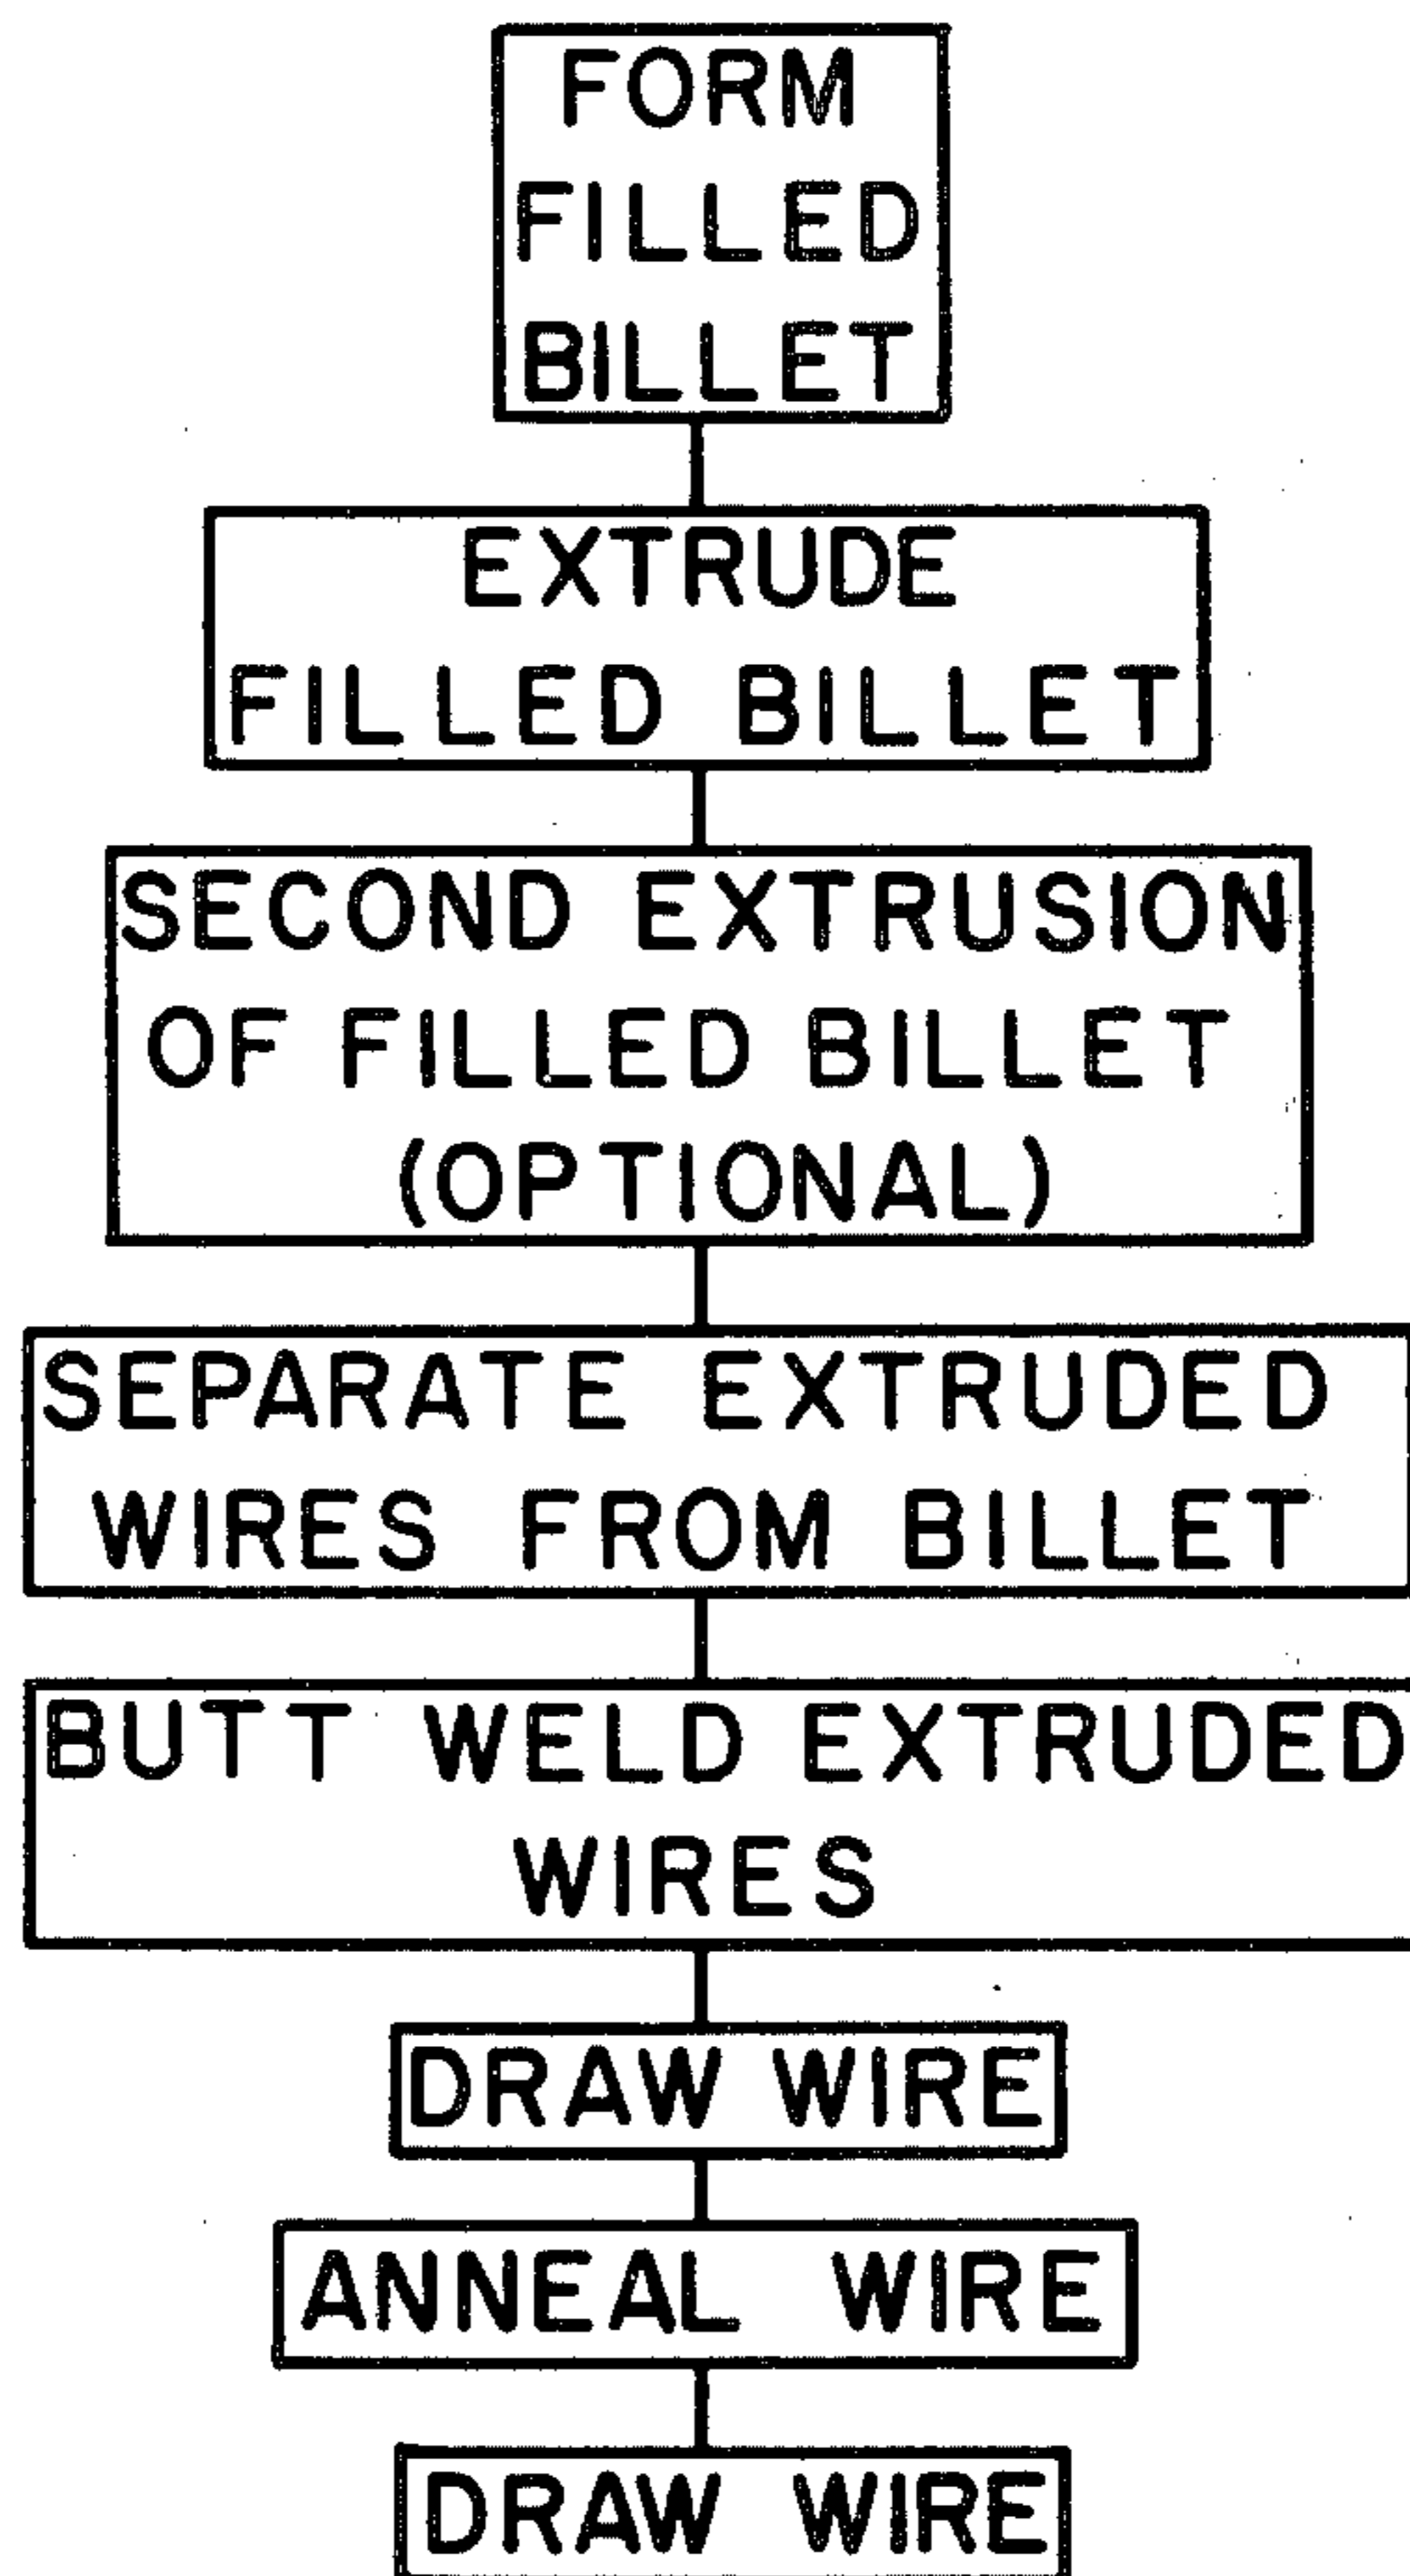 FORM
FILLED
BILLET
EXTRUDE
FILLED BILLET
SECOND EXTRUSION
OF FILLED BILLET
(OPTIONAL)
SEPARATE EXTRUDED
WIRES FROM BILLET
BUTT WELD EXTRUDED
WIRES
DRAW WIRE
ANNEAL WIRE
DRAW WIRE